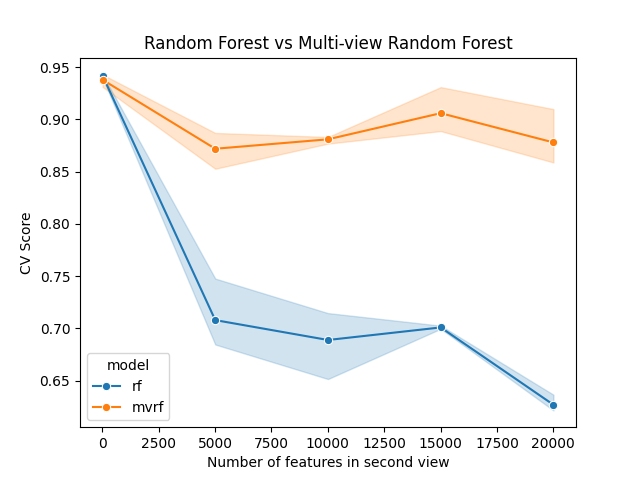 Random Forest vs Multi-view Random Forest
CV Score
0.95
0.90
0.85
0.80
0.75
0.70
0.65
model
rf
mvrf
0 2500 5000 7500 10000 12500 15000 17500 20000
Number of features in second view